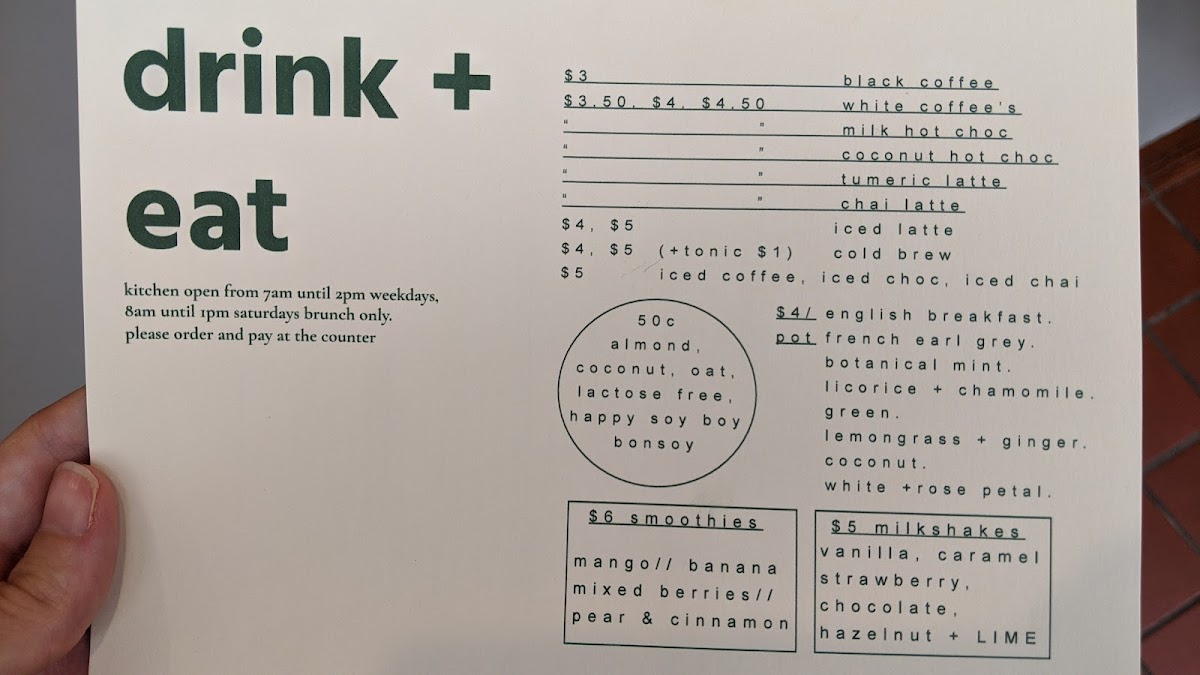 drink +
eat
kitchen open from 7am until 2pm weekdays,
8am until 1pm saturdays brunch only.
please order and pay at the counter
$3 black coffee
$3.50, $4, $4.50 white coffee's
" " milk hot choc
" " coconut hot choc
" " tumeric latte
" " chai latte
$4, $5 iced latte
$4, $5 (+tonic $1) cold brew
$5 iced coffee, iced choc, iced chai
50c
almond,
coconut, oat,
lactose free,
happy soy boy
bonsoy
$4/ english breakfast.
pot french earl grey.
botanical mint.
licorice + chamomile.
green.
lemongrass + ginger.
coconut.
white +rose petal.
$6 smoothies
mango// banana
mixed berries//
pear & cinnamon
$5 milkshakes
vanilla, caramel
strawberry,
chocolate,
hazelnut + LIME